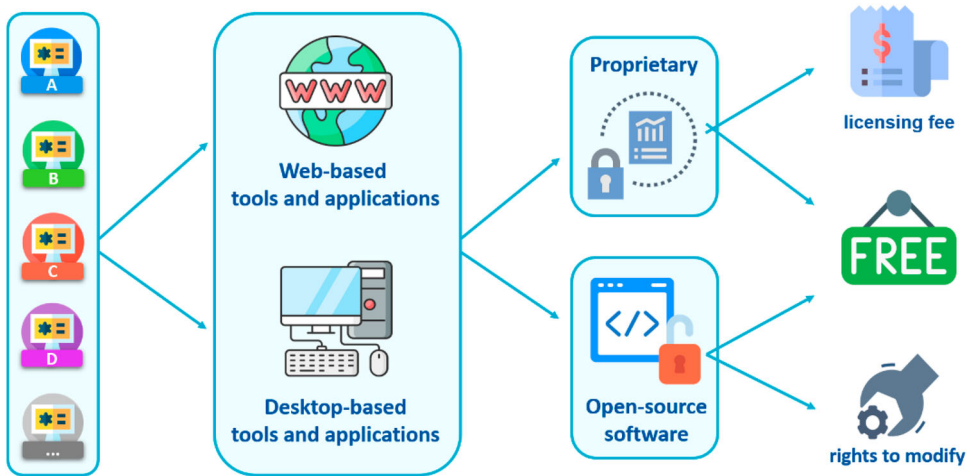 A
B
C
D
...
WWW
Web-based
tools and applications
Desktop-based
tools and applications
Proprietary
</>
Open-source
software
$
licensing fee
FREE
rights to modify